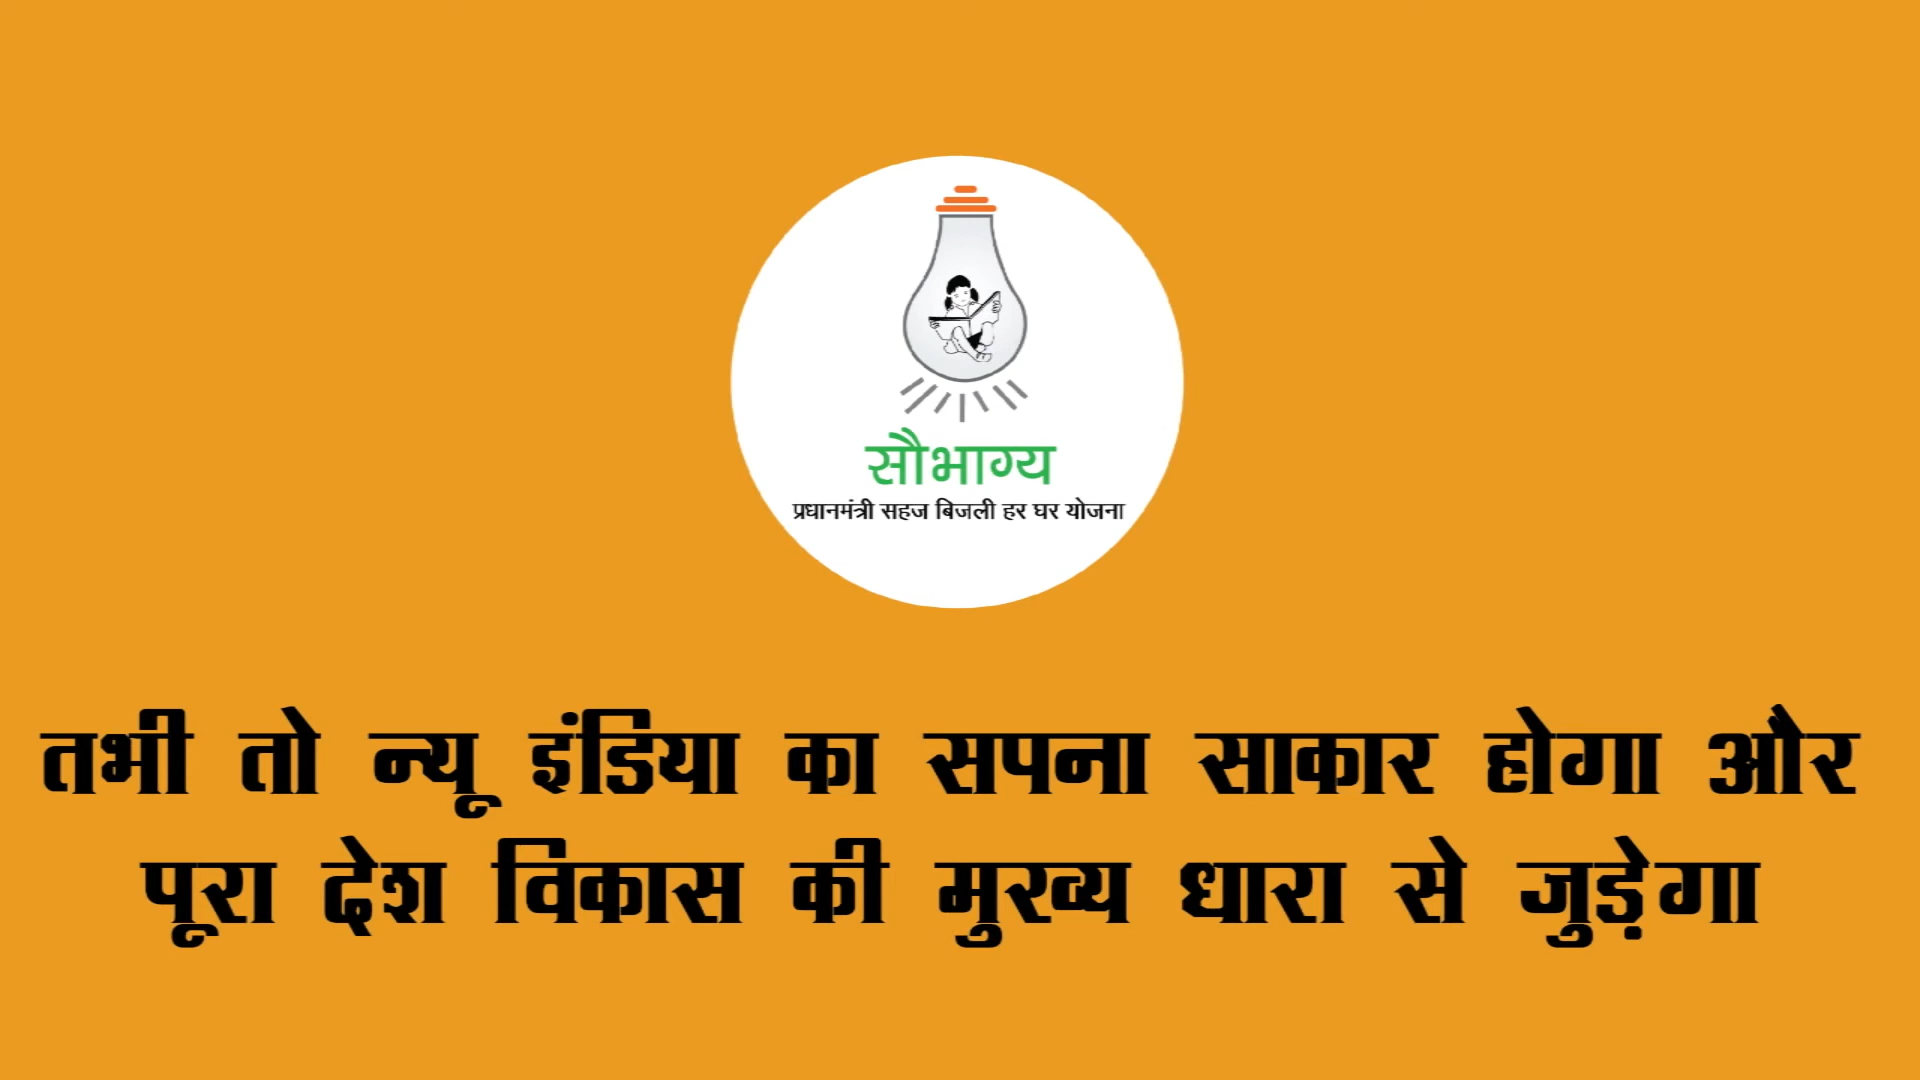 सौभाग्य
प्रधानमंत्री सहज बिजली हर घर योजना
तभी तो न्यू इंडिया का सपना साकार होगा और
पूरा देश विकास की मुख्य धारा से जुड़ेगा